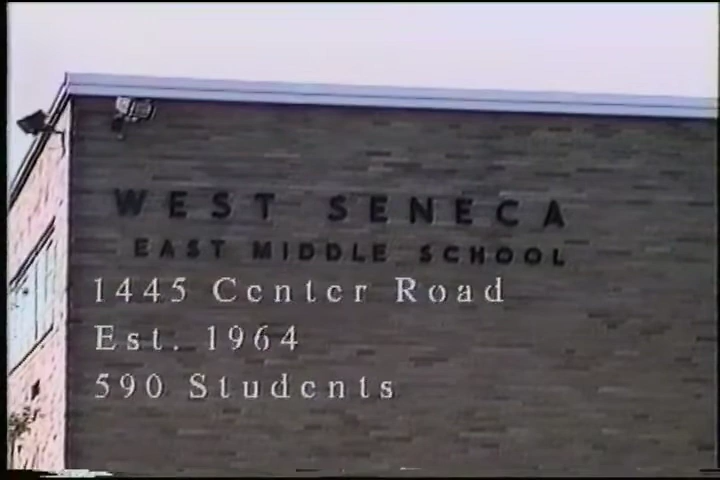 WEST SENECA
EAST MIDDLE SCHOOL
1445 Center Road
Est. 1964
590 Students